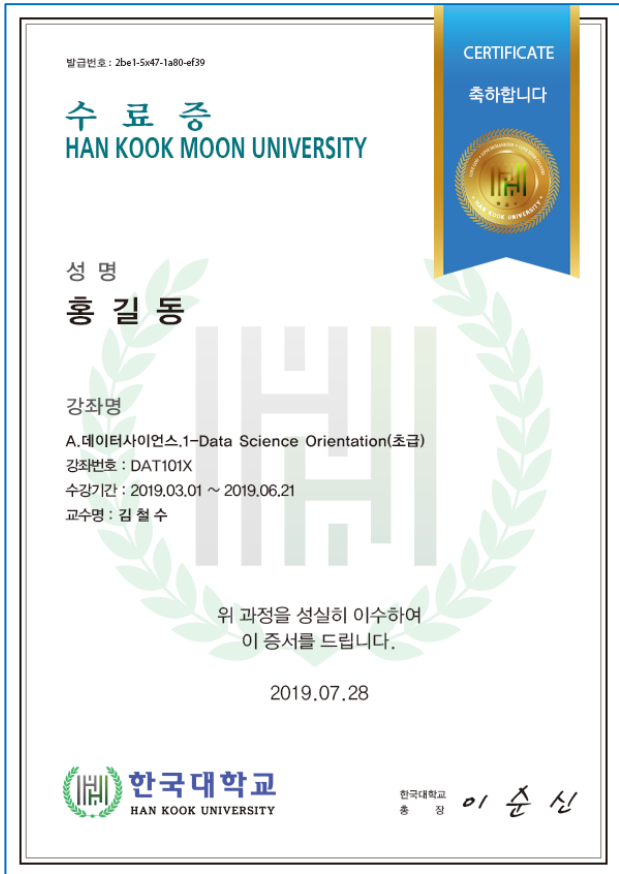 발급번호: 2be1-5x47-1a80-ef39
CERTIFICATE
축하합니다
수 료 증
HAN KOOK MOON UNIVERSITY
HAN KOOK UNIVERSITY
성 명
홍 길 동
강좌명
A.데이터사이언스.1-Data Science Orientation(초급)
강좌번호 : DAT101X
수강기간 : 2019.03.01 ~ 2019.06.21
교수명 : 김 철 수
위 과정을 성실히 이수하여
이 증서를 드립니다.
2019.07.28
한국대학교
HAN KOOK UNIVERSITY
한국대학교
총 장
이 준 신